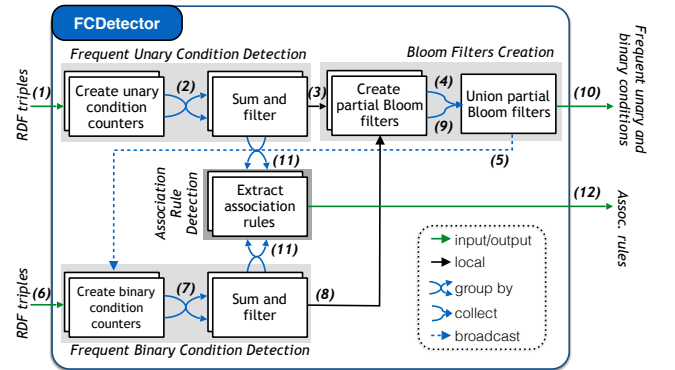 FCDetector
Frequent Unary Condition Detection
Bloom Filters Creation
(1)
RDF triples
Create unary
condition
counters
(2)
Sum and
filter
(3)
Create
partial Bloom
filters
(4)
(9)
Union partial
Bloom filters
(10)
Frequent unary and
binary conditions
(5)
(11)
Association
Rule
Detection
Extract
association
rules
(12)
Assoc. rules
(11)
(6)
RDF triples
Create binary
condition
counters
(7)
Sum and
filter
(8)
Frequent Binary Condition Detection
input/output
local
group by
collect
broadcast